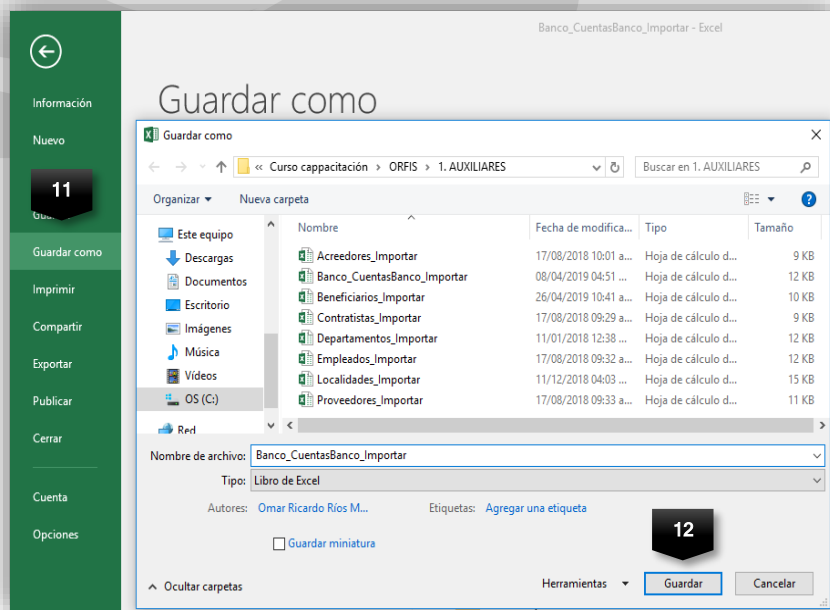 Banco_CuentasBanco_Importar - Excel
Información
Nuevo
11
Guardar como
Imprimir
Compartir
Exportar
Publicar
Cerrar
Cuenta
Opciones
Guardar como
Guardar como
« Curso cappacitación › ORFIS › 1. AUXILIARES
Buscar en 1. AUXILIARES
Organizar
Nueva carpeta
Este equipo
Descargas
Documentos
Escritorio
Imágenes
Música
Vídeos
OS (C:)
Red
Nombre Fecha de modifica... Tipo Tamaño
Acreedores_Importar 17/08/2018 10:01 a... Hoja de cálculo d... 9 KB
Banco_CuentasBanco_Importar 08/04/2019 04:51 ... Hoja de cálculo d... 12 KB
Beneficiarios_Importar 26/04/2019 10:41 a... Hoja de cálculo d... 10 KB
Contratistas_Importar 17/08/2018 09:29 a... Hoja de cálculo d... 9 KB
Departamentos_Importar 11/01/2018 12:38 ... Hoja de cálculo d... 12 KB
Empleados_Importar 17/08/2018 09:32 a... Hoja de cálculo d... 12 KB
Localidades_Importar 11/12/2018 04:03 ... Hoja de cálculo d... 15 KB
Proveedores_Importar 17/08/2018 09:33 a... Hoja de cálculo d... 11 KB
Nombre de archivo: Banco_CuentasBanco_Importar
Tipo: Libro de Excel
Autores: Omar Ricardo Ríos M... Etiquetas: Agregar una etiqueta
Guardar miniatura
12
Ocultar carpetas
Herramientas
Guardar
Cancelar